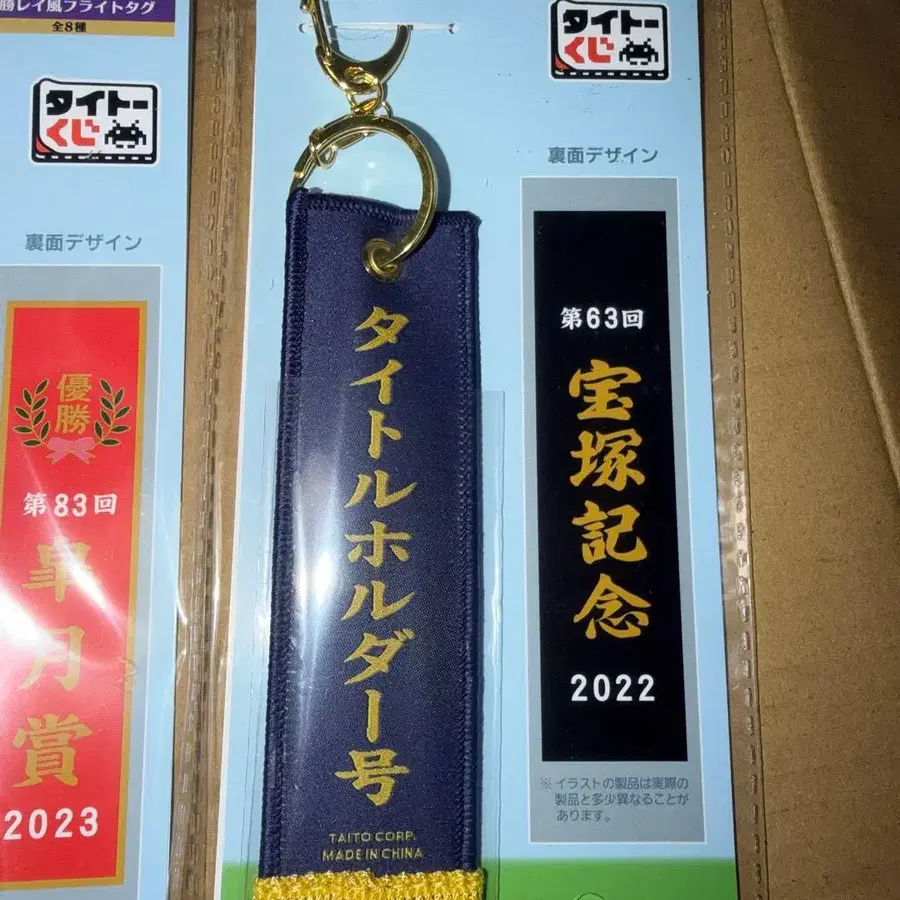 勝レイ風フライトタグ
全8種
タイトー
くじ
裏面デザイン
優勝
第83回
皐月賞
2023
タイトルホルダー号
TAITO CORP.
MADE IN CHINA
タイトー
くじ
裏面デザイン
第63回
宝塚記念
2022
※イラストの製品は実際の
製品と多少異なることが
あります。